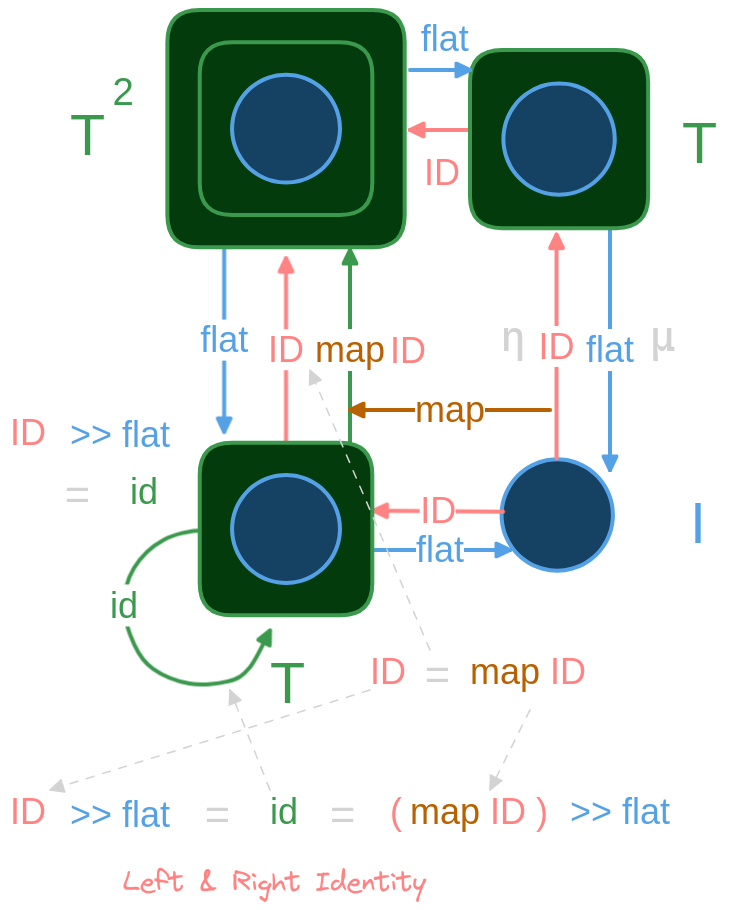 flat
T 2
T
ID
flat
ID
map ID
η
ID
flat
μ
map
ID >> flat
= id
ID
flat
I
id
T
ID = map ID
ID >> flat = id = ( map ID ) >> flat
Left & Right Identity